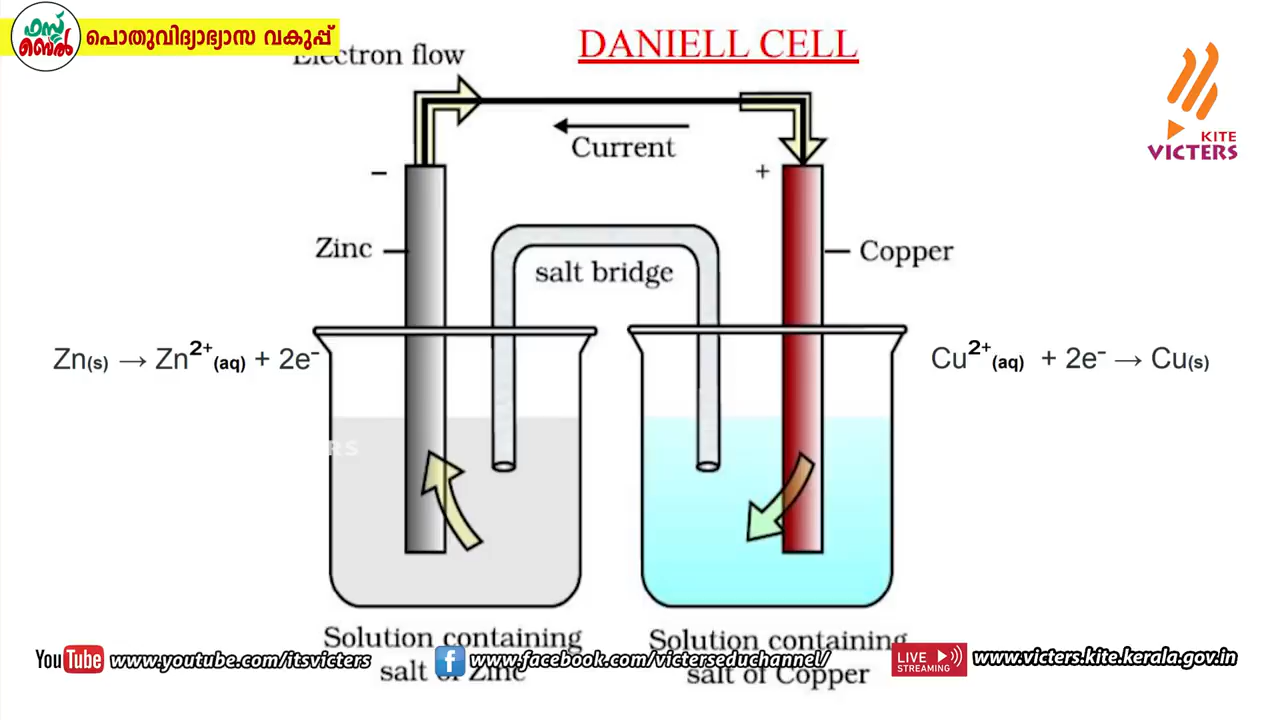 ഫസ്റ്റ്
ബെൽ
പൊതുവിദ്യാഭ്യാസ വകുപ്പ്
Electron flow
DANIELL CELL
KITE
VICTERS
Current
−
+
Zinc
salt bridge
Copper
Zn(s) → Zn²⁺(aq) + 2e⁻
Cu²⁺(aq) + 2e⁻ → Cu(s)
Solution containing
salt of Zinc
Solution containing
salt of Copper
YouTube www.youtube.com/itsvicters
f www.facebook.com/victerseduchannel/
LIVE
STREAMING
www.victers.kite.kerala.gov.in